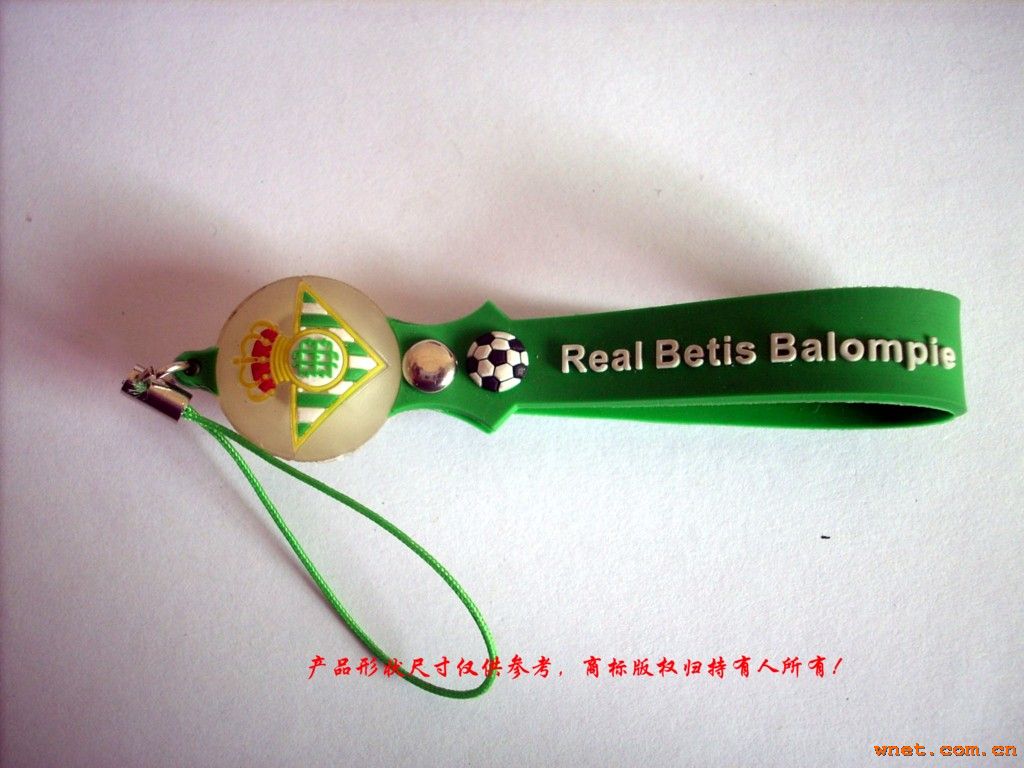 Real Betis Balompie
产品形状尺寸仅供参考，商标版权归持有人所有！
wnet.com.cn